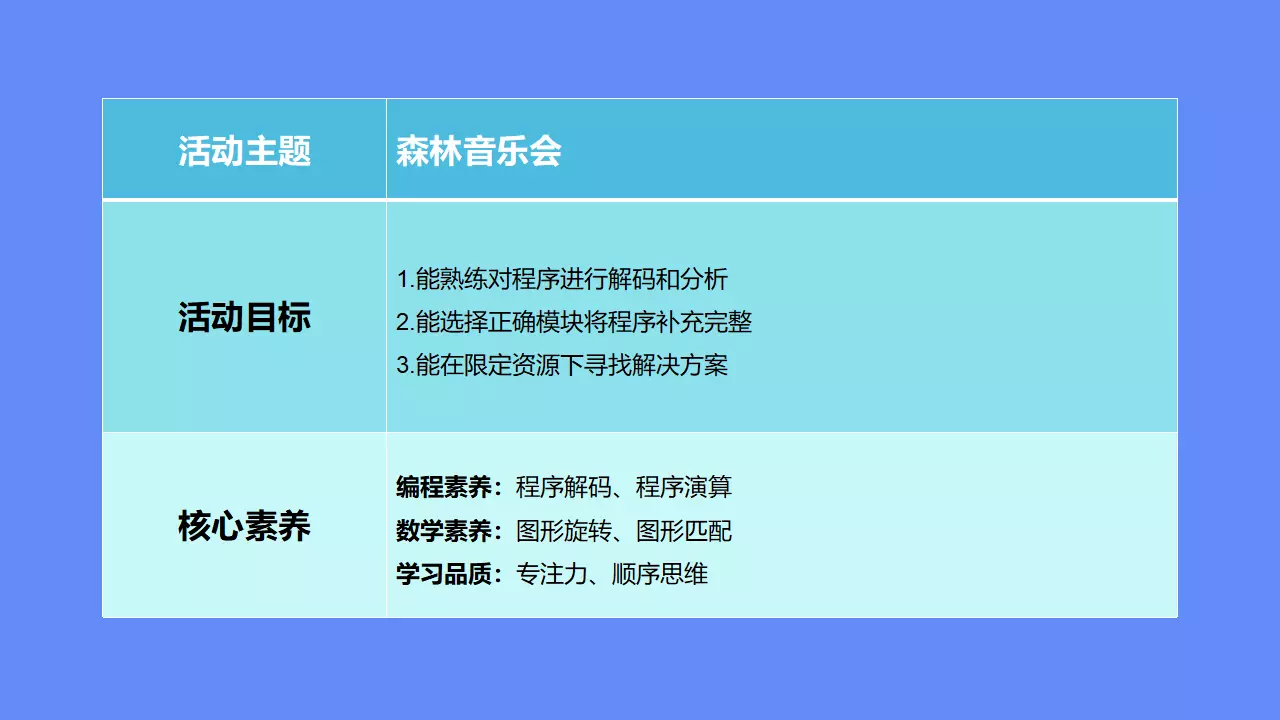 活动主题
森林音乐会
活动目标
1.能熟练对程序进行解码和分析
2.能选择正确模块将程序补充完整
3.能在限定资源下寻找解决方案
核心素养
编程素养：程序解码、程序演算
数学素养：图形旋转、图形匹配
学习品质：专注力、顺序思维